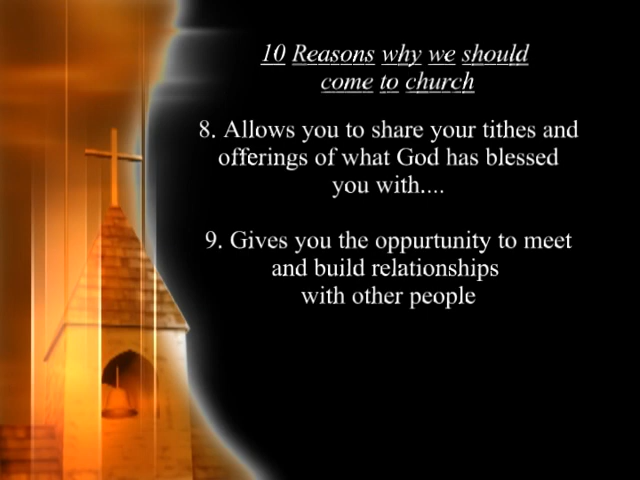 10 Reasons why we should
come to church
8. Allows you to share your tithes and
offerings of what God has blessed
you with....
9. Gives you the oppurtunity to meet
and build relationships
with other people